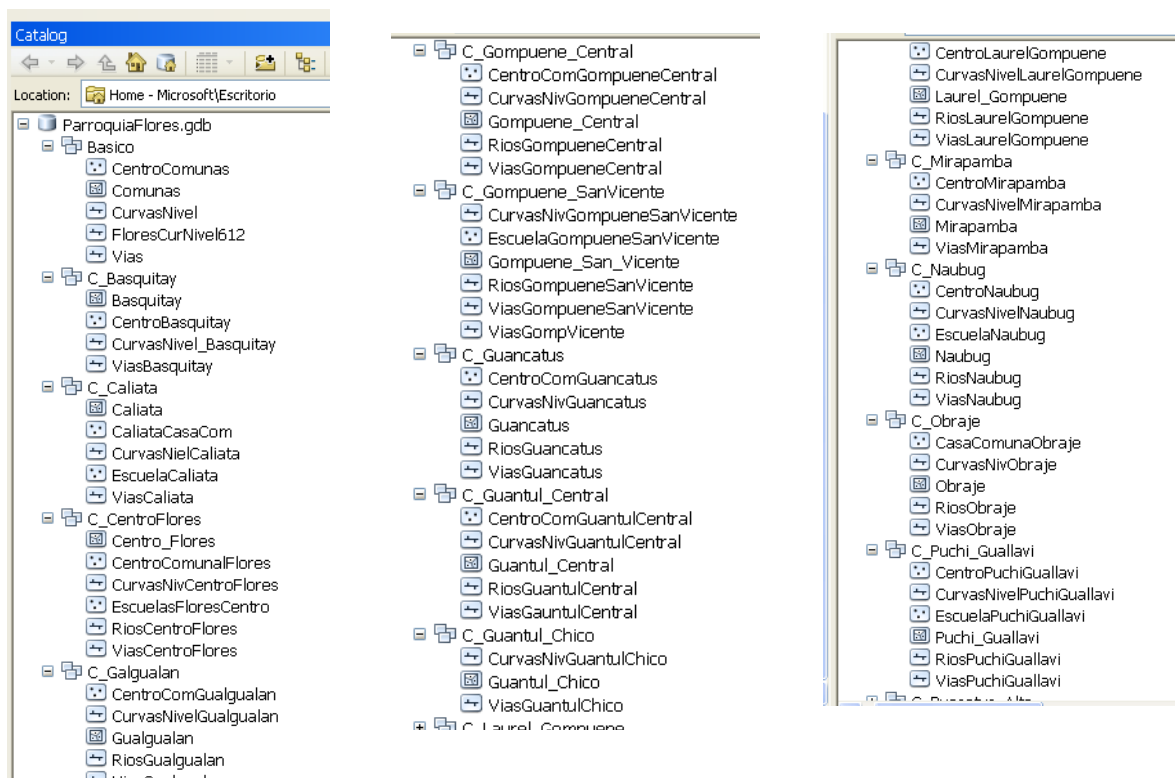 Catalog
Location: Home - Microsoft\Escritorio
ParroquiaFlores.gdb
Basico
CentroComunas
Comunas
CurvasNivel
FloresCurNivel612
Vias
C_Basquitay
Basquitay
CentroBasquitay
CurvasNivel_Basquitay
ViasBasquitay
C_Caliata
Caliata
CaliataCasaCom
CurvasNielCaliata
EscuelaCaliata
ViasCaliata
C_CentroFlores
Centro_Flores
CentroComunalFlores
CurvasNivCentroFlores
EscuelasFloresCentro
RiosCentroFlores
ViasCentroFlores
C_Galgualan
CentroComGualgualan
CurvasNivelGualgualan
Gualgualan
RiosGualgualan
C_Gompuene_Central
CentroComGompueneCentral
CurvasNivGompueneCentral
Gompuene_Central
RiosGompueneCentral
ViasGompueneCentral
C_Gompuene_SanVicente
CurvasNivGompueneSanVicente
EscuelaGompueneSanVicente
Gompuene_San_Vicente
RiosGompueneSanVicente
ViasGompueneSanVicente
ViasGompVicente
C_Guancatus
CentroComGuancatus
CurvasNivGuancatus
Guancatus
RiosGuancatus
ViasGuancatus
C_Guantul_Central
CentroComGuantulCentral
CurvasNivGuantulCentral
Guantul_Central
RiosGuantulCentral
ViasGauntulCentral
C_Guantul_Chico
CurvasNivGuantulChico
Guantul_Chico
ViasGuantulChico
C_Laurel_Gompuene
CentroLaurelGompuene
CurvasNivelLaurelGompuene
Laurel_Gompuene
RiosLaurelGompuene
ViasLaurelGompuene
C_Mirapamba
CentroMirapamba
CurvasNivelMirapamba
Mirapamba
ViasMirapamba
C_Naubug
CentroNaubug
CurvasNivelNaubug
EscuelaNaubug
Naubug
RiosNaubug
ViasNaubug
C_Obraje
CasaComunaObraje
CurvasNivObraje
Obraje
RiosObraje
ViasObraje
C_Puchi_Guallavi
CentroPuchiGuallavi
CurvasNivelPuchiGuallavi
EscuelaPuchiGuallavi
Puchi_Guallavi
RiosPuchiGuallavi
ViasPuchiGuallavi